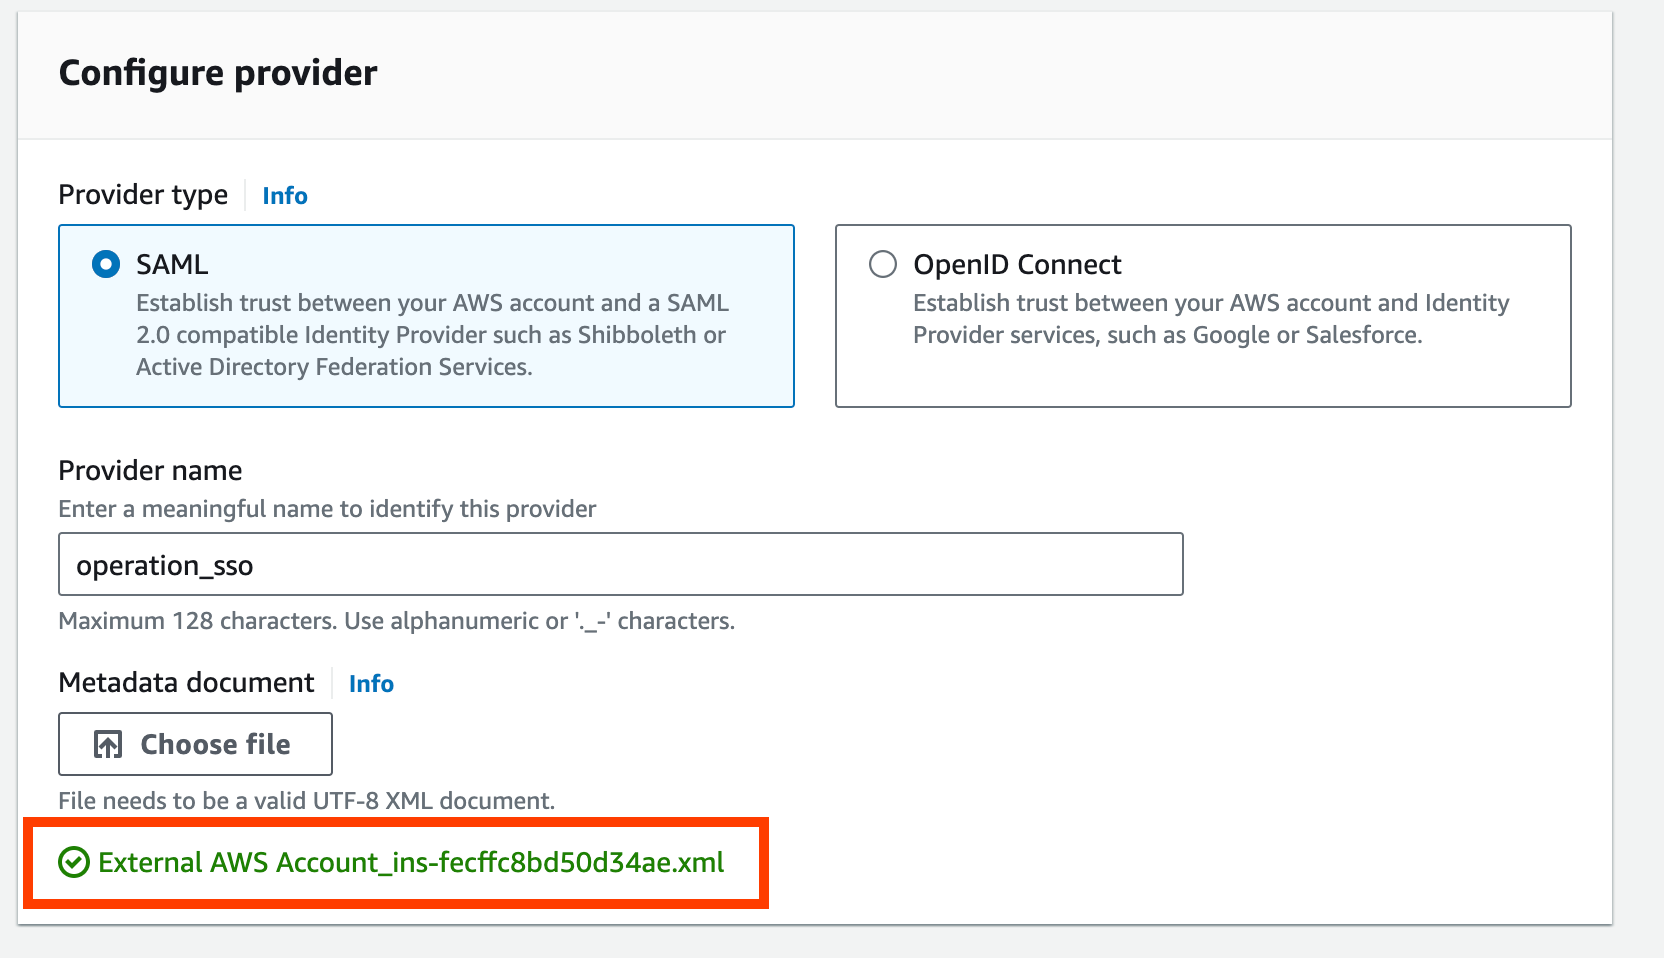 Configure provider
Provider type Info
SAML
Establish trust between your AWS account and a SAML
2.0 compatible Identity Provider such as Shibboleth or
Active Directory Federation Services.
OpenID Connect
Establish trust between your AWS account and Identity
Provider services, such as Google or Salesforce.
Provider name
Enter a meaningful name to identify this provider
operation_sso
Maximum 128 characters. Use alphanumeric or '._-' characters.
Metadata document Info
Choose file
File needs to be a valid UTF-8 XML document.
External AWS Account_ins-fecffc8bd50d34ae.xml